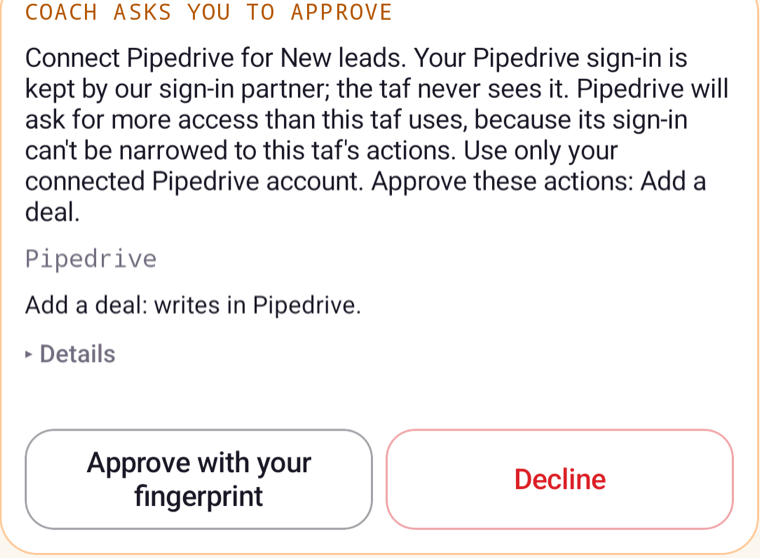 COACH ASKS YOU TO APPROVE
Connect Pipedrive for New leads. Your Pipedrive sign-in is
kept by our sign-in partner; the taf never sees it. Pipedrive will
ask for more access than this taf uses, because its sign-in
can't be narrowed to this taf's actions. Use only your
connected Pipedrive account. Approve these actions: Add a
deal.
Pipedrive
Add a deal: writes in Pipedrive.
▸ Details
Approve with your
fingerprint
Decline